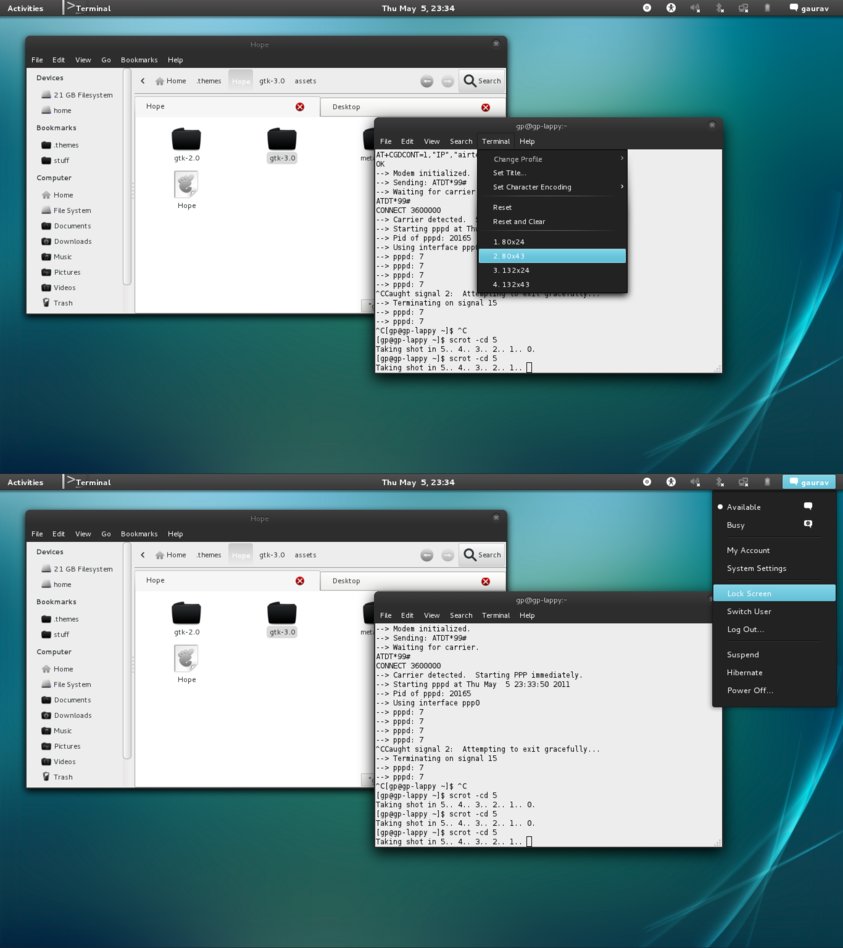 Activities
Terminal
Thu May 5, 23:34
gaurav
Hope
File Edit View Go Bookmarks Help
Devices
21 GB Filesystem
home
Bookmarks
.themes
stuff
Computer
Home
File System
Documents
Downloads
Music
Pictures
Videos
Trash
Home .themes Hope gtk-3.0 assets
Search
Hope
Desktop
gtk-2.0
gtk-3.0
Hope
gp@gp-lappy:~
File Edit View Search Terminal Help
AT+CGDCONT=1,"IP","airte
OK
--> Modem initialized.
--> Sending: ATDT*99#
--> Waiting for carrier
ATDT*99#
CONNECT 3600000
--> Carrier detected.
--> Starting pppd at Thu
--> Pid of pppd: 20165
--> Using interface ppp
--> pppd: 7
--> pppd: 7
--> pppd: 7
--> pppd: 7
^CCaught signal 2: Attempting to exit gracefully...
--> Terminating on signal 15
--> pppd: 7
--> pppd: 7
^C[gp@gp-lappy ~]$ ^C
[gp@gp-lappy ~]$ scrot -cd 5
Taking shot in 5.. 4.. 3.. 2.. 1.. 0.
[gp@gp-lappy ~]$ scrot -cd 5
Taking shot in 5.. 4.. 3.. 2.. 1..
Change Profile
Set Title...
Set Character Encoding
Reset
Reset and Clear
1. 80x24
2. 80x43
3. 132x24
4. 132x43
Activities
Terminal
Thu May 5, 23:34
gaurav
Hope
File Edit View Go Bookmarks Help
Devices
21 GB Filesystem
home
Bookmarks
.themes
stuff
Computer
Home
File System
Documents
Downloads
Music
Pictures
Videos
Trash
Home .themes Hope gtk-3.0 assets
Search
Hope
Desktop
gtk-2.0
gtk-3.0
Hope
gp@gp-lappy:~
File Edit View Search Terminal Help
--> Modem initialized.
--> Sending: ATDT*99#
--> Waiting for carrier.
ATDT*99#
CONNECT 3600000
--> Carrier detected. Starting PPP immediately.
--> Starting pppd at Thu May 5 23:33:50 2011
--> Pid of pppd: 20165
--> Using interface ppp0
--> pppd: 7
--> pppd: 7
--> pppd: 7
--> pppd: 7
^CCaught signal 2: Attempting to exit gracefully...
--> Terminating on signal 15
--> pppd: 7
--> pppd: 7
^C[gp@gp-lappy ~]$ ^C
[gp@gp-lappy ~]$ scrot -cd 5
Taking shot in 5.. 4.. 3.. 2.. 1.. 0.
[gp@gp-lappy ~]$ scrot -cd 5
Taking shot in 5.. 4.. 3.. 2.. 1.. 0.
[gp@gp-lappy ~]$ scrot -cd 5
Taking shot in 5.. 4.. 3.. 2.. 1..
Available
Busy
My Account
System Settings
Lock Screen
Switch User
Log Out...
Suspend
Hibernate
Power Off...